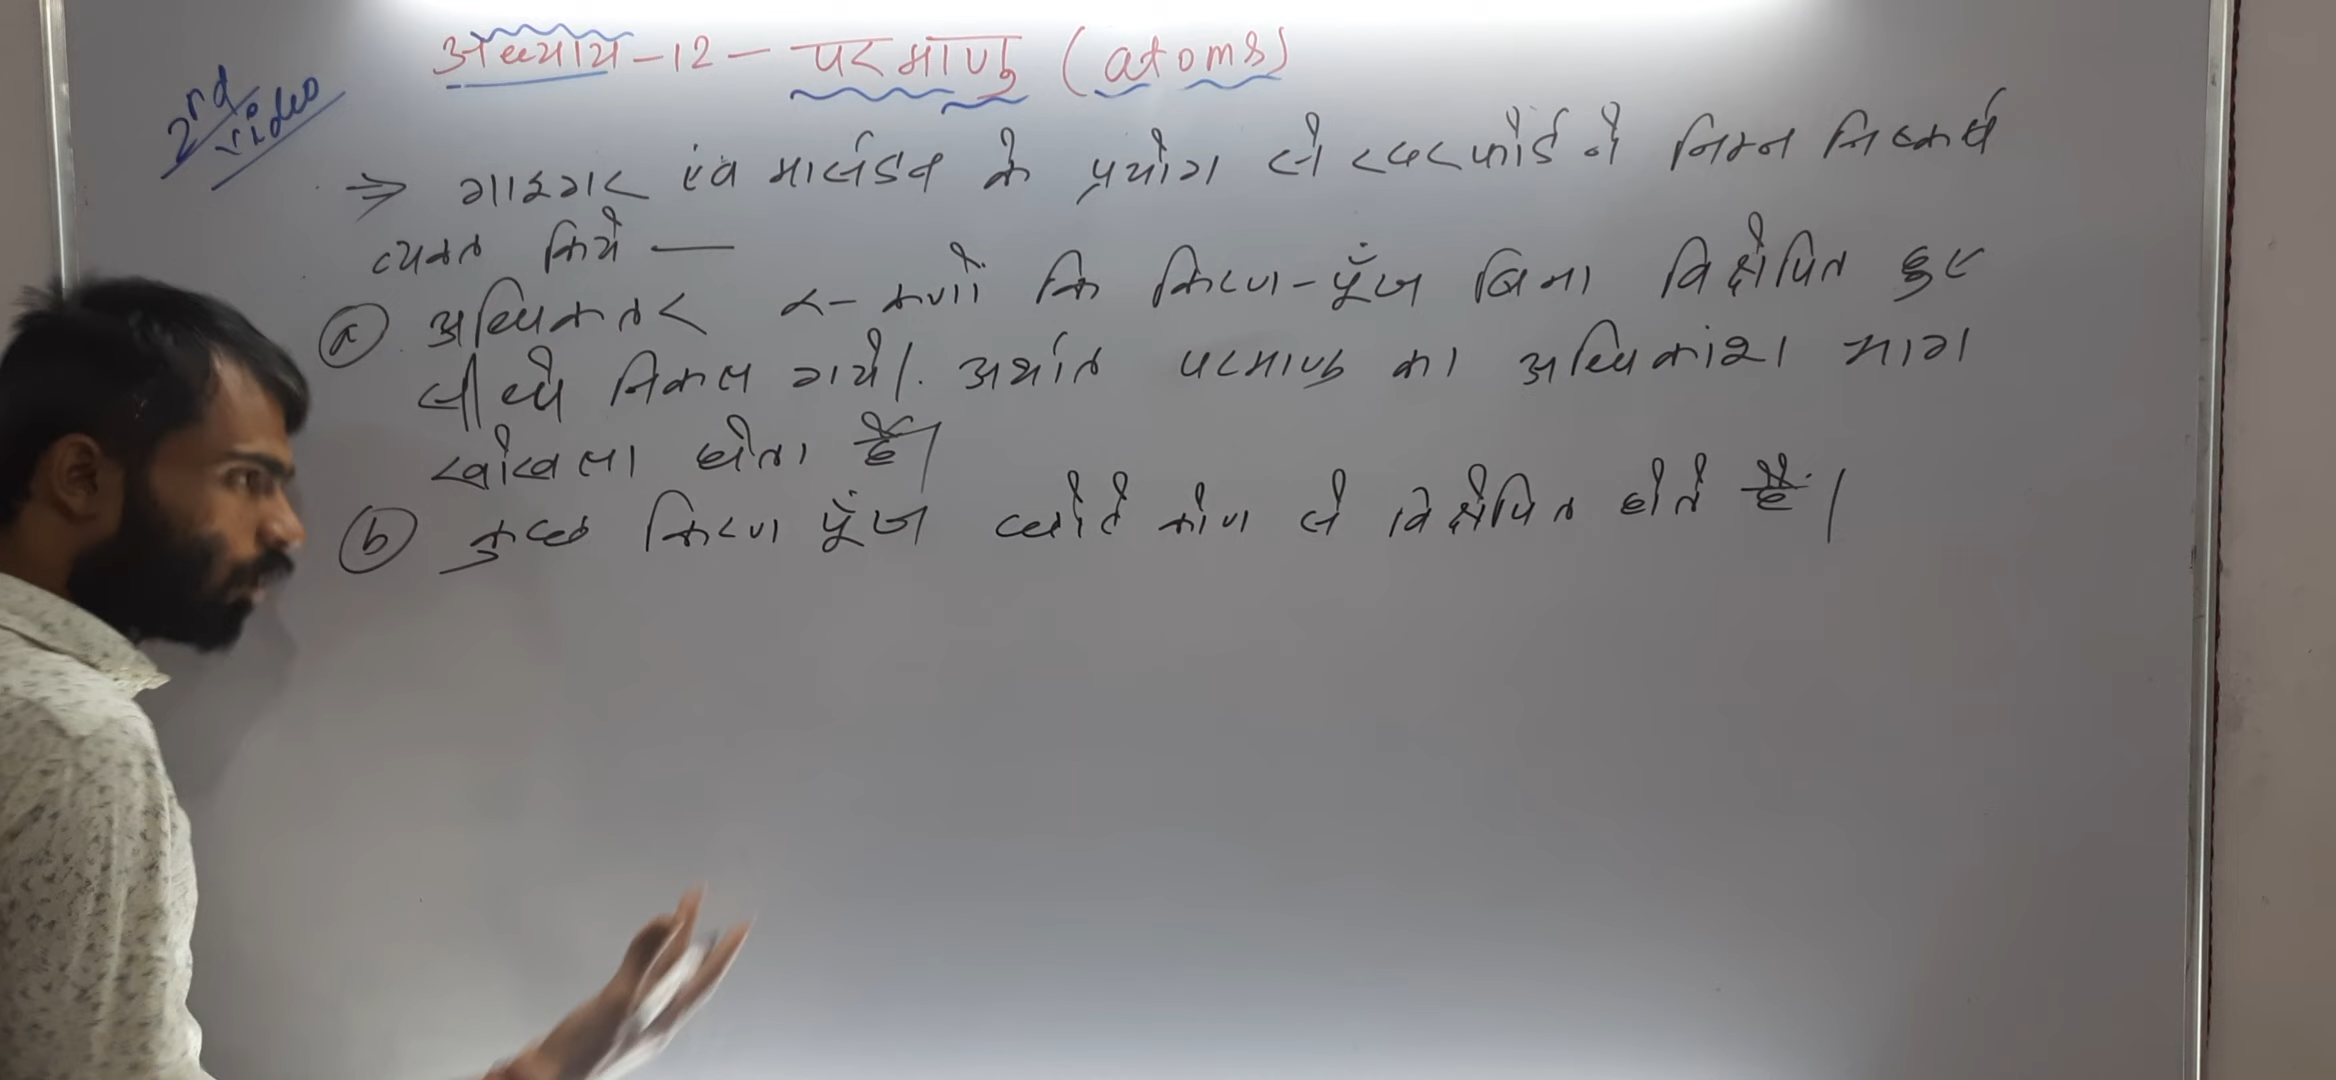 2nd video
अध्याय - 12 - परमाणु (atoms)
⇒ गाइगर एंव मार्सडन के प्रयोग से रदरफोर्ड ने निम्न निष्कर्ष
व्यक्त किये —
(a) अधिकतर α- कणों कि किरण - पूँज बिना विक्षेपित हुए
सीधे निकल गये। अर्थात परमाणु का अधिकांश भाग
खोखला होता है।
(b) कुछ किरण पूँज छोटे कोण से विक्षेपित होते हैं।